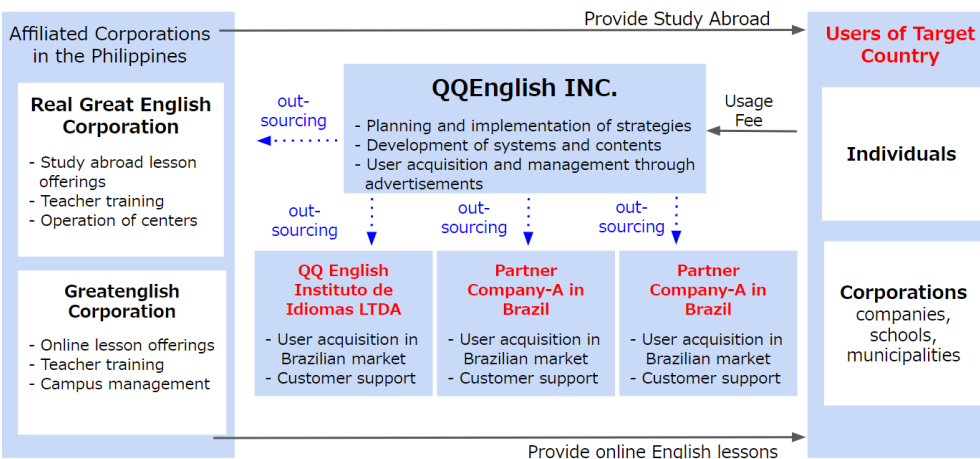 Provide Study Abroad
Affiliated Corporations
in the Philippines
Real Great English
Corporation
- Study abroad lesson
offerings
- Teacher training
- Operation of centers
Greatenglish
Corporation
- Online lesson offerings
- Teacher training
- Campus management
out-
sourcing
QQEnglish INC.
- Planning and implementation of strategies
- Development of systems and contents
- User acquisition and management through
advertisements
Usage
Fee
out-
sourcing
out-
sourcing
out-
sourcing
QQ English
Instituto de
Idiomas LTDA
- User acquisition in
Brazilian market
- Customer support
Partner
Company-A in
Brazil
- User acquisition in
Brazilian market
- Customer support
Partner
Company-A in
Brazil
- User acquisition in
Brazilian market
- Customer support
Users of Target
Country
Individuals
Corporations
companies,
schools,
municipalities
Provide online English lessons